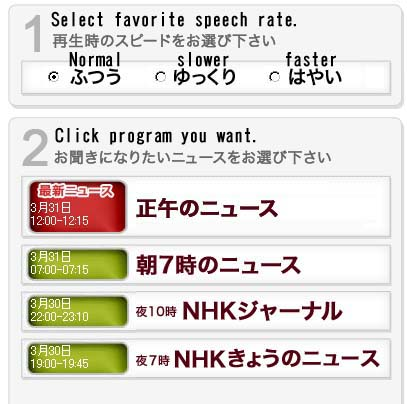 1 Select favorite speech rate.
再生時のスピードをお選び下さい
Normal slower faster
ふつう ゆっくり はやい
2 Click program you want.
お聞きになりたいニュースをお選び下さい
最新ニュース
3月31日
12:00-12:15
正午のニュース
3月31日
07:00-07:15
朝7時のニュース
3月30日
22:00-23:10
夜10時 NHKジャーナル
3月30日
19:00-19:45
夜7時 NHKきょうのニュース